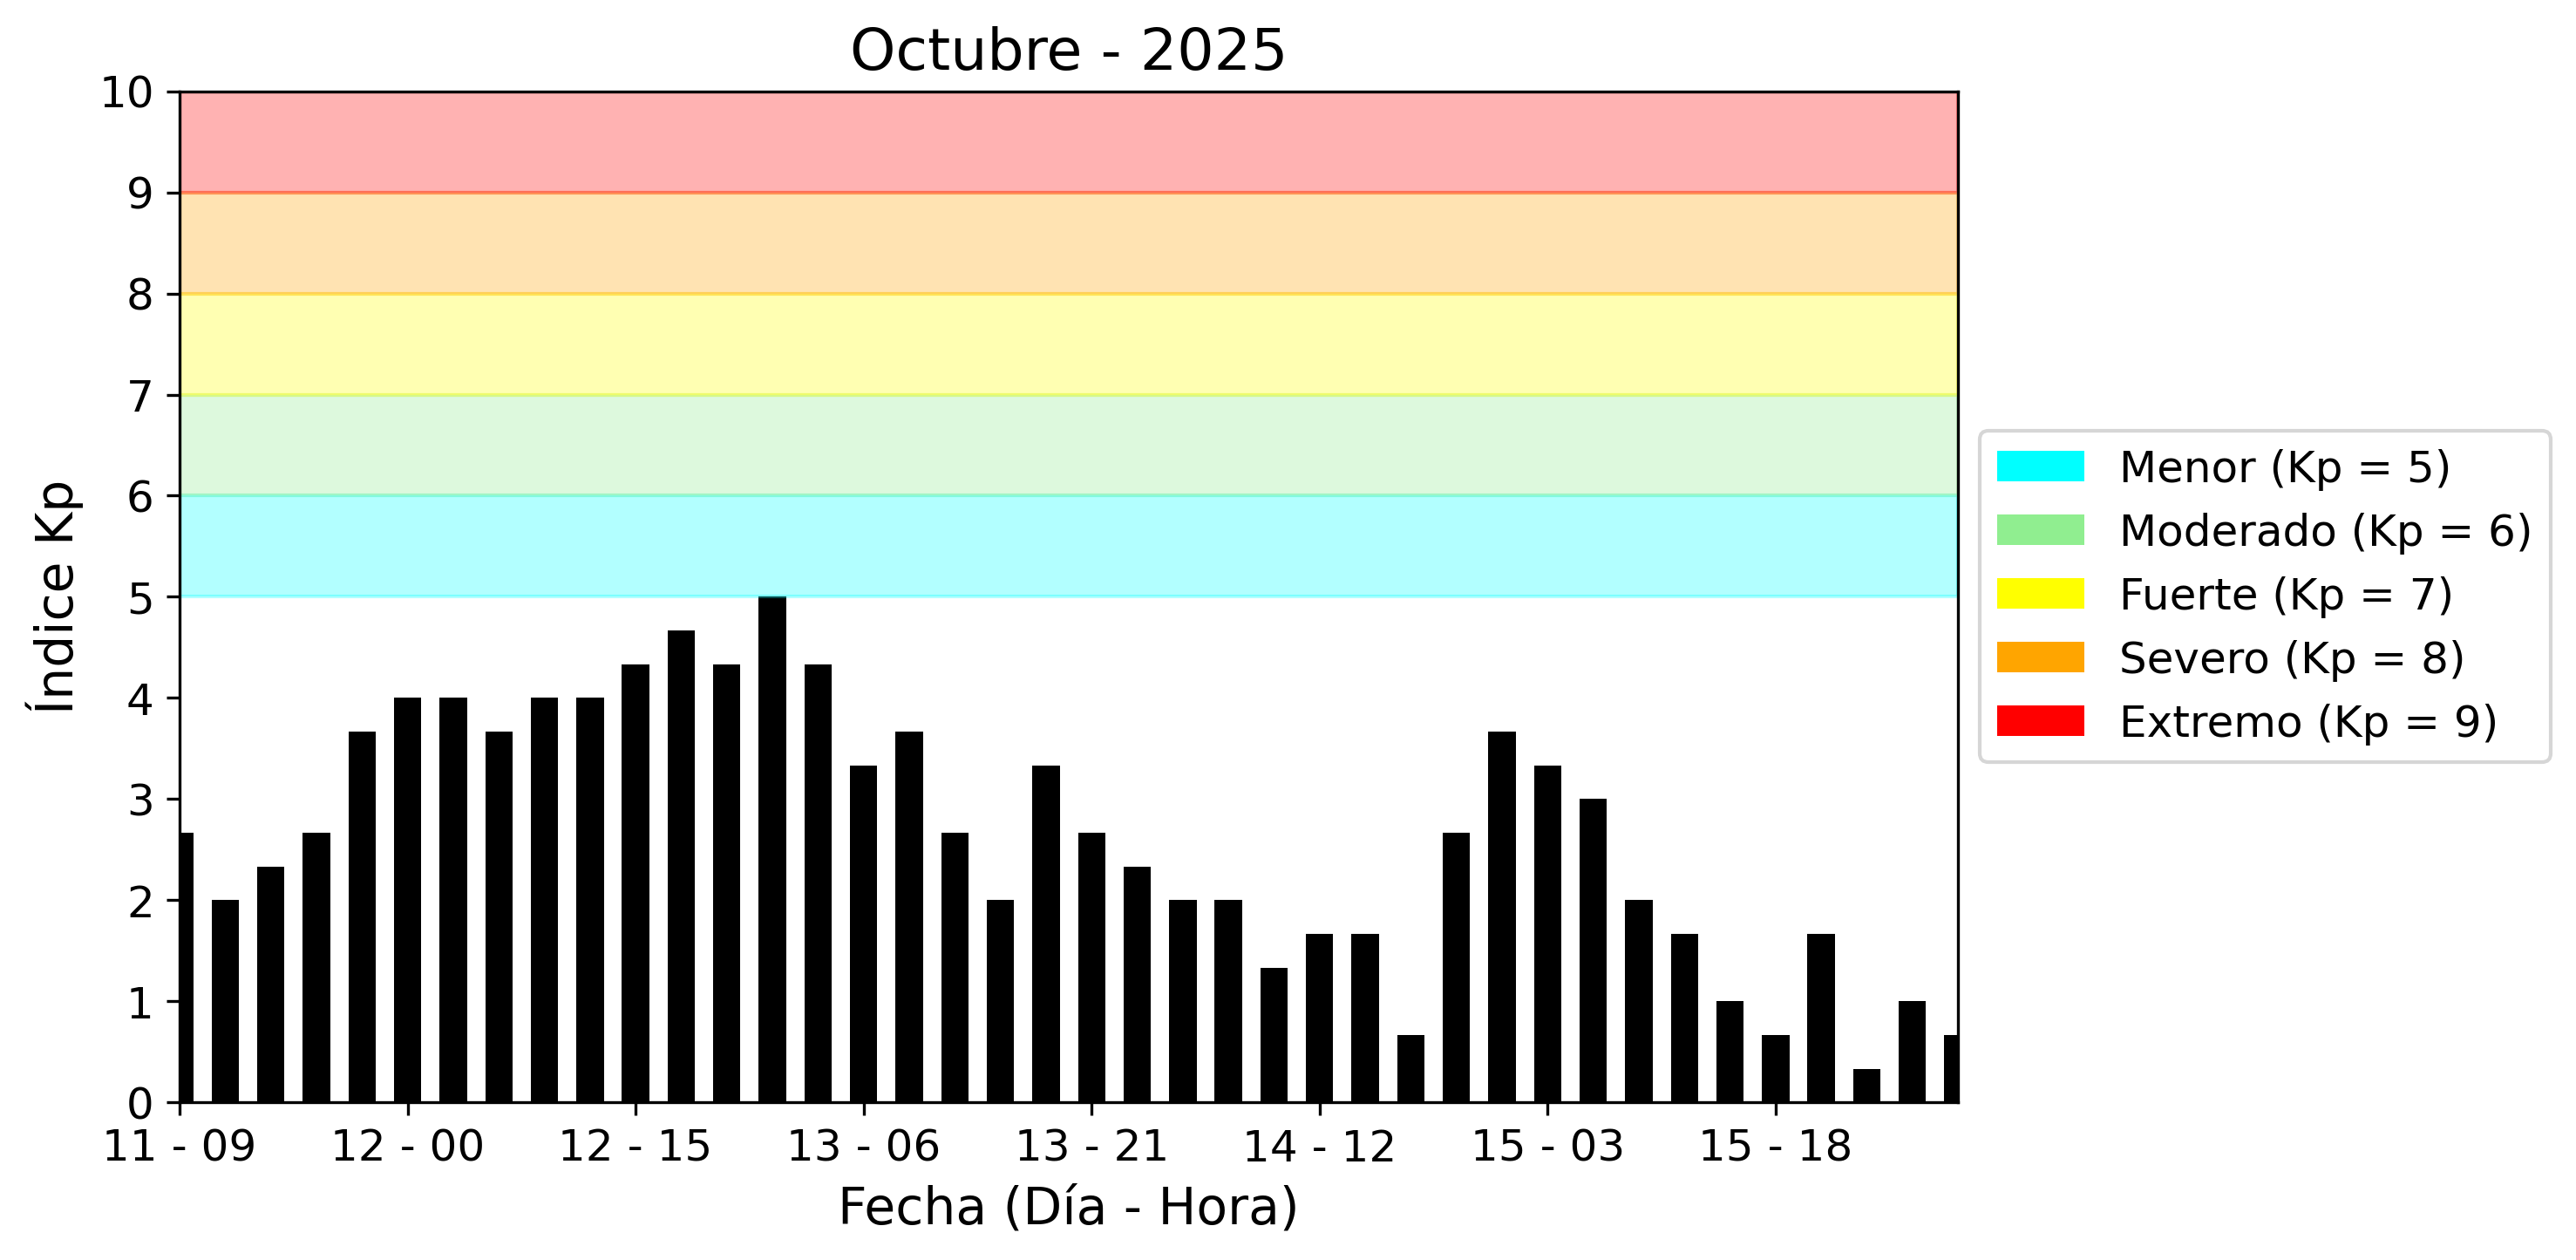 Octubre - 2025
10
9
8
7
6
5
4
3
2
1
0
Índice Kp
11 - 09
12 - 00
12 - 15
13 - 06
13 - 21
14 - 12
15 - 03
15 - 18
Fecha (Día - Hora)
Menor (Kp = 5)
Moderado (Kp = 6)
Fuerte (Kp = 7)
Severo (Kp = 8)
Extremo (Kp = 9)